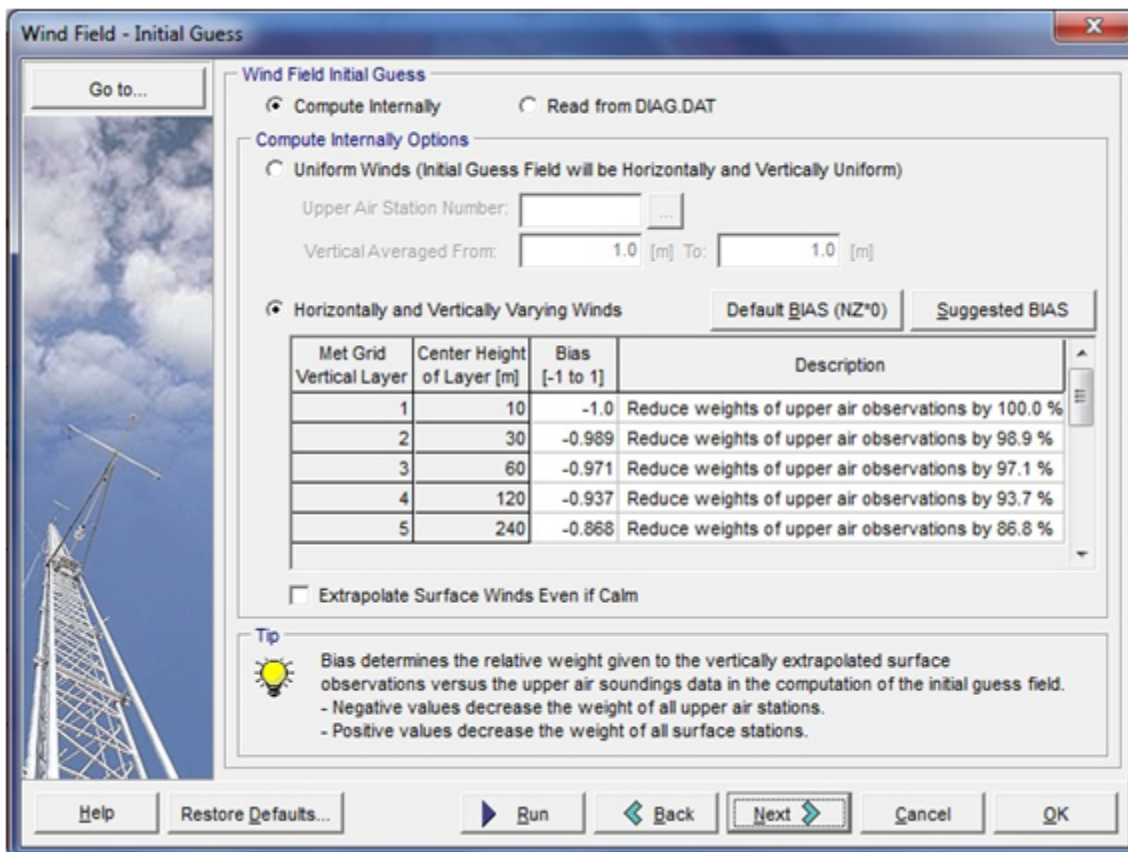 Wind Field - Initial Guess
Go to...
Wind Field Initial Guess
Compute Internally Read from DIAG.DAT
Compute Internally Options
Uniform Winds (Initial Guess Field will be Horizontally and Vertically Uniform)
Upper Air Station Number: ...
Vertical Averaged From: 1.0 [m] To: 1.0 [m]
Horizontally and Vertically Varying Winds Default BIAS (NZ*0) Suggested BIAS
Met Grid Vertical Layer Center Height of Layer [m] Bias [-1 to 1] Description
1 10 -1.0 Reduce weights of upper air observations by 100.0 %
2 30 -0.989 Reduce weights of upper air observations by 98.9 %
3 60 -0.971 Reduce weights of upper air observations by 97.1 %
4 120 -0.937 Reduce weights of upper air observations by 93.7 %
5 240 -0.868 Reduce weights of upper air observations by 86.8 %
Extrapolate Surface Winds Even if Calm
Tip
Bias determines the relative weight given to the vertically extrapolated surface
observations versus the upper air soundings data in the computation of the initial guess field.
- Negative values decrease the weight of all upper air stations.
- Positive values decrease the weight of all surface stations.
Help Restore Defaults... Run Back Next Cancel OK